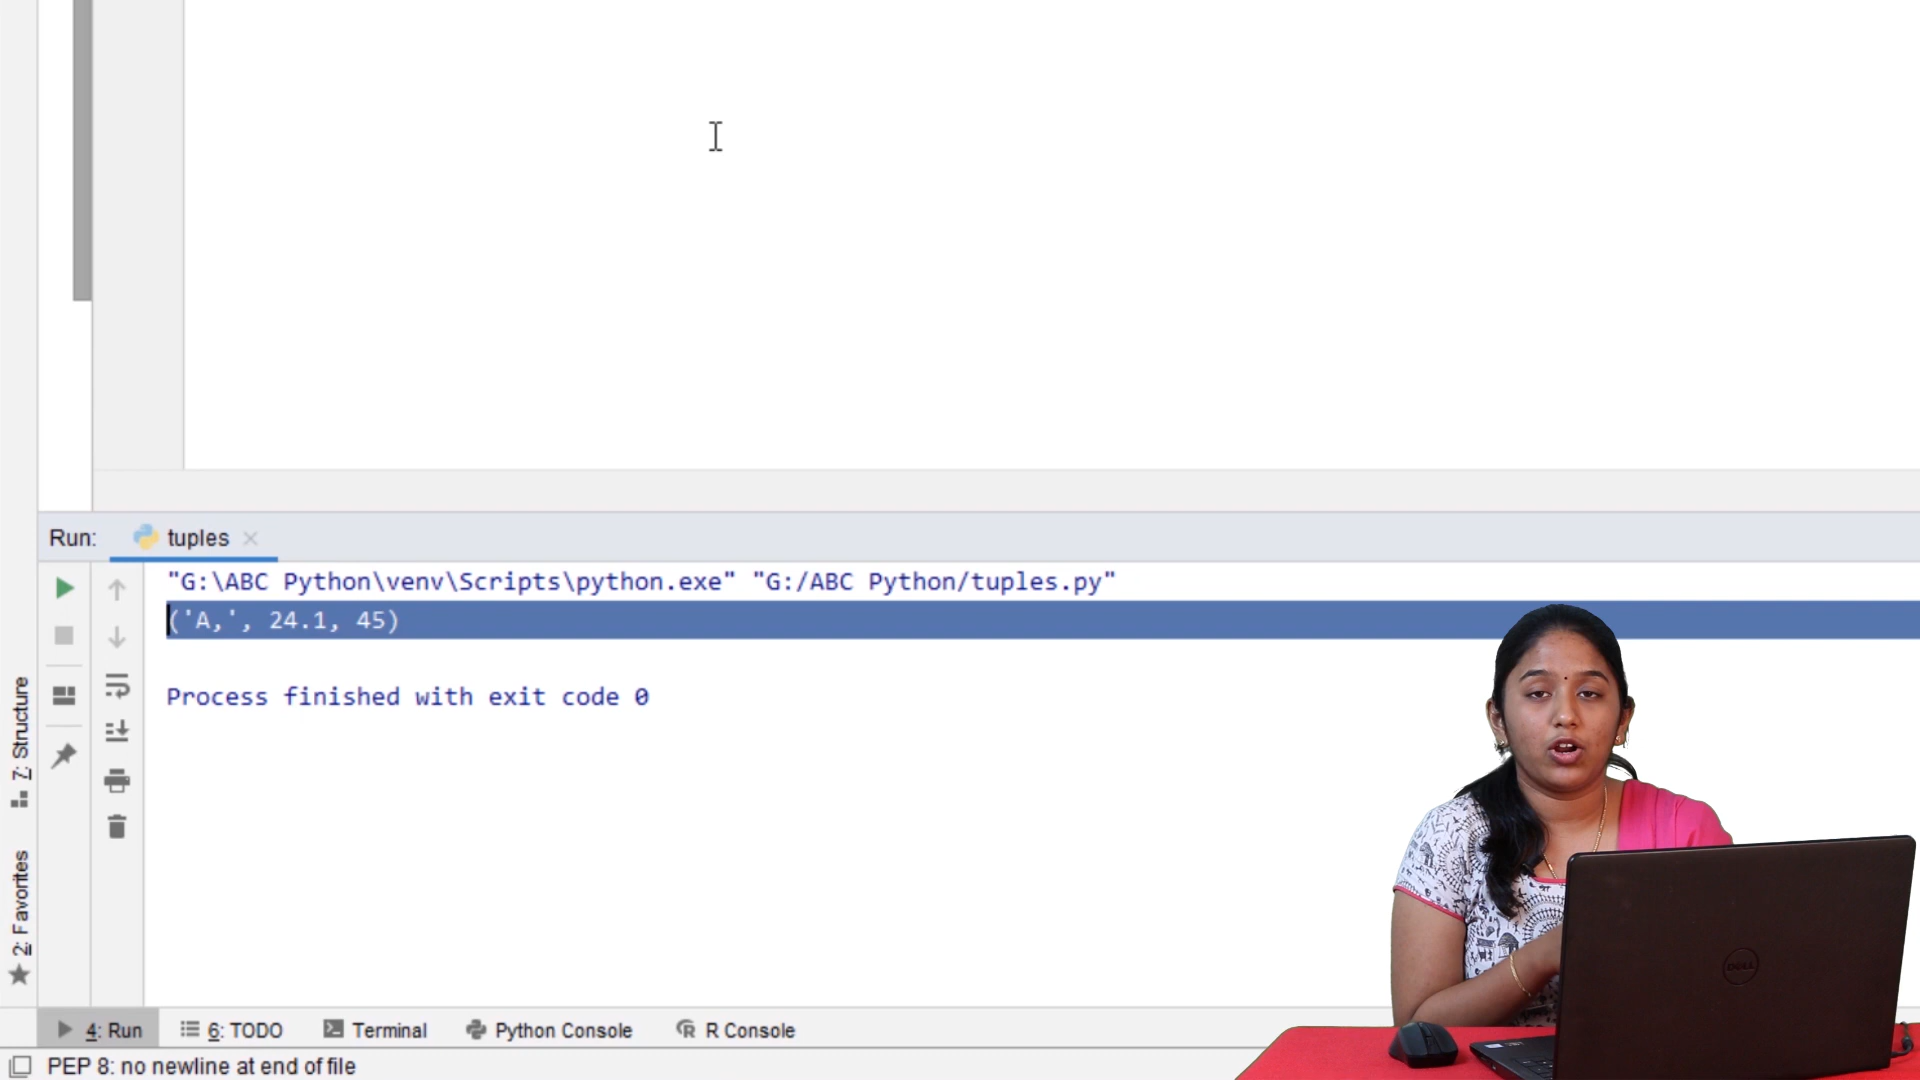 Run: tuples
"G:\ABC Python\venv\Scripts\python.exe" "G:/ABC Python/tuples.py"
('A,', 24.1, 45)
Process finished with exit code 0
7: Structure
2: Favorites
4: Run 6: TODO Terminal Python Console R Console
PEP 8: no newline at end of file
DELL